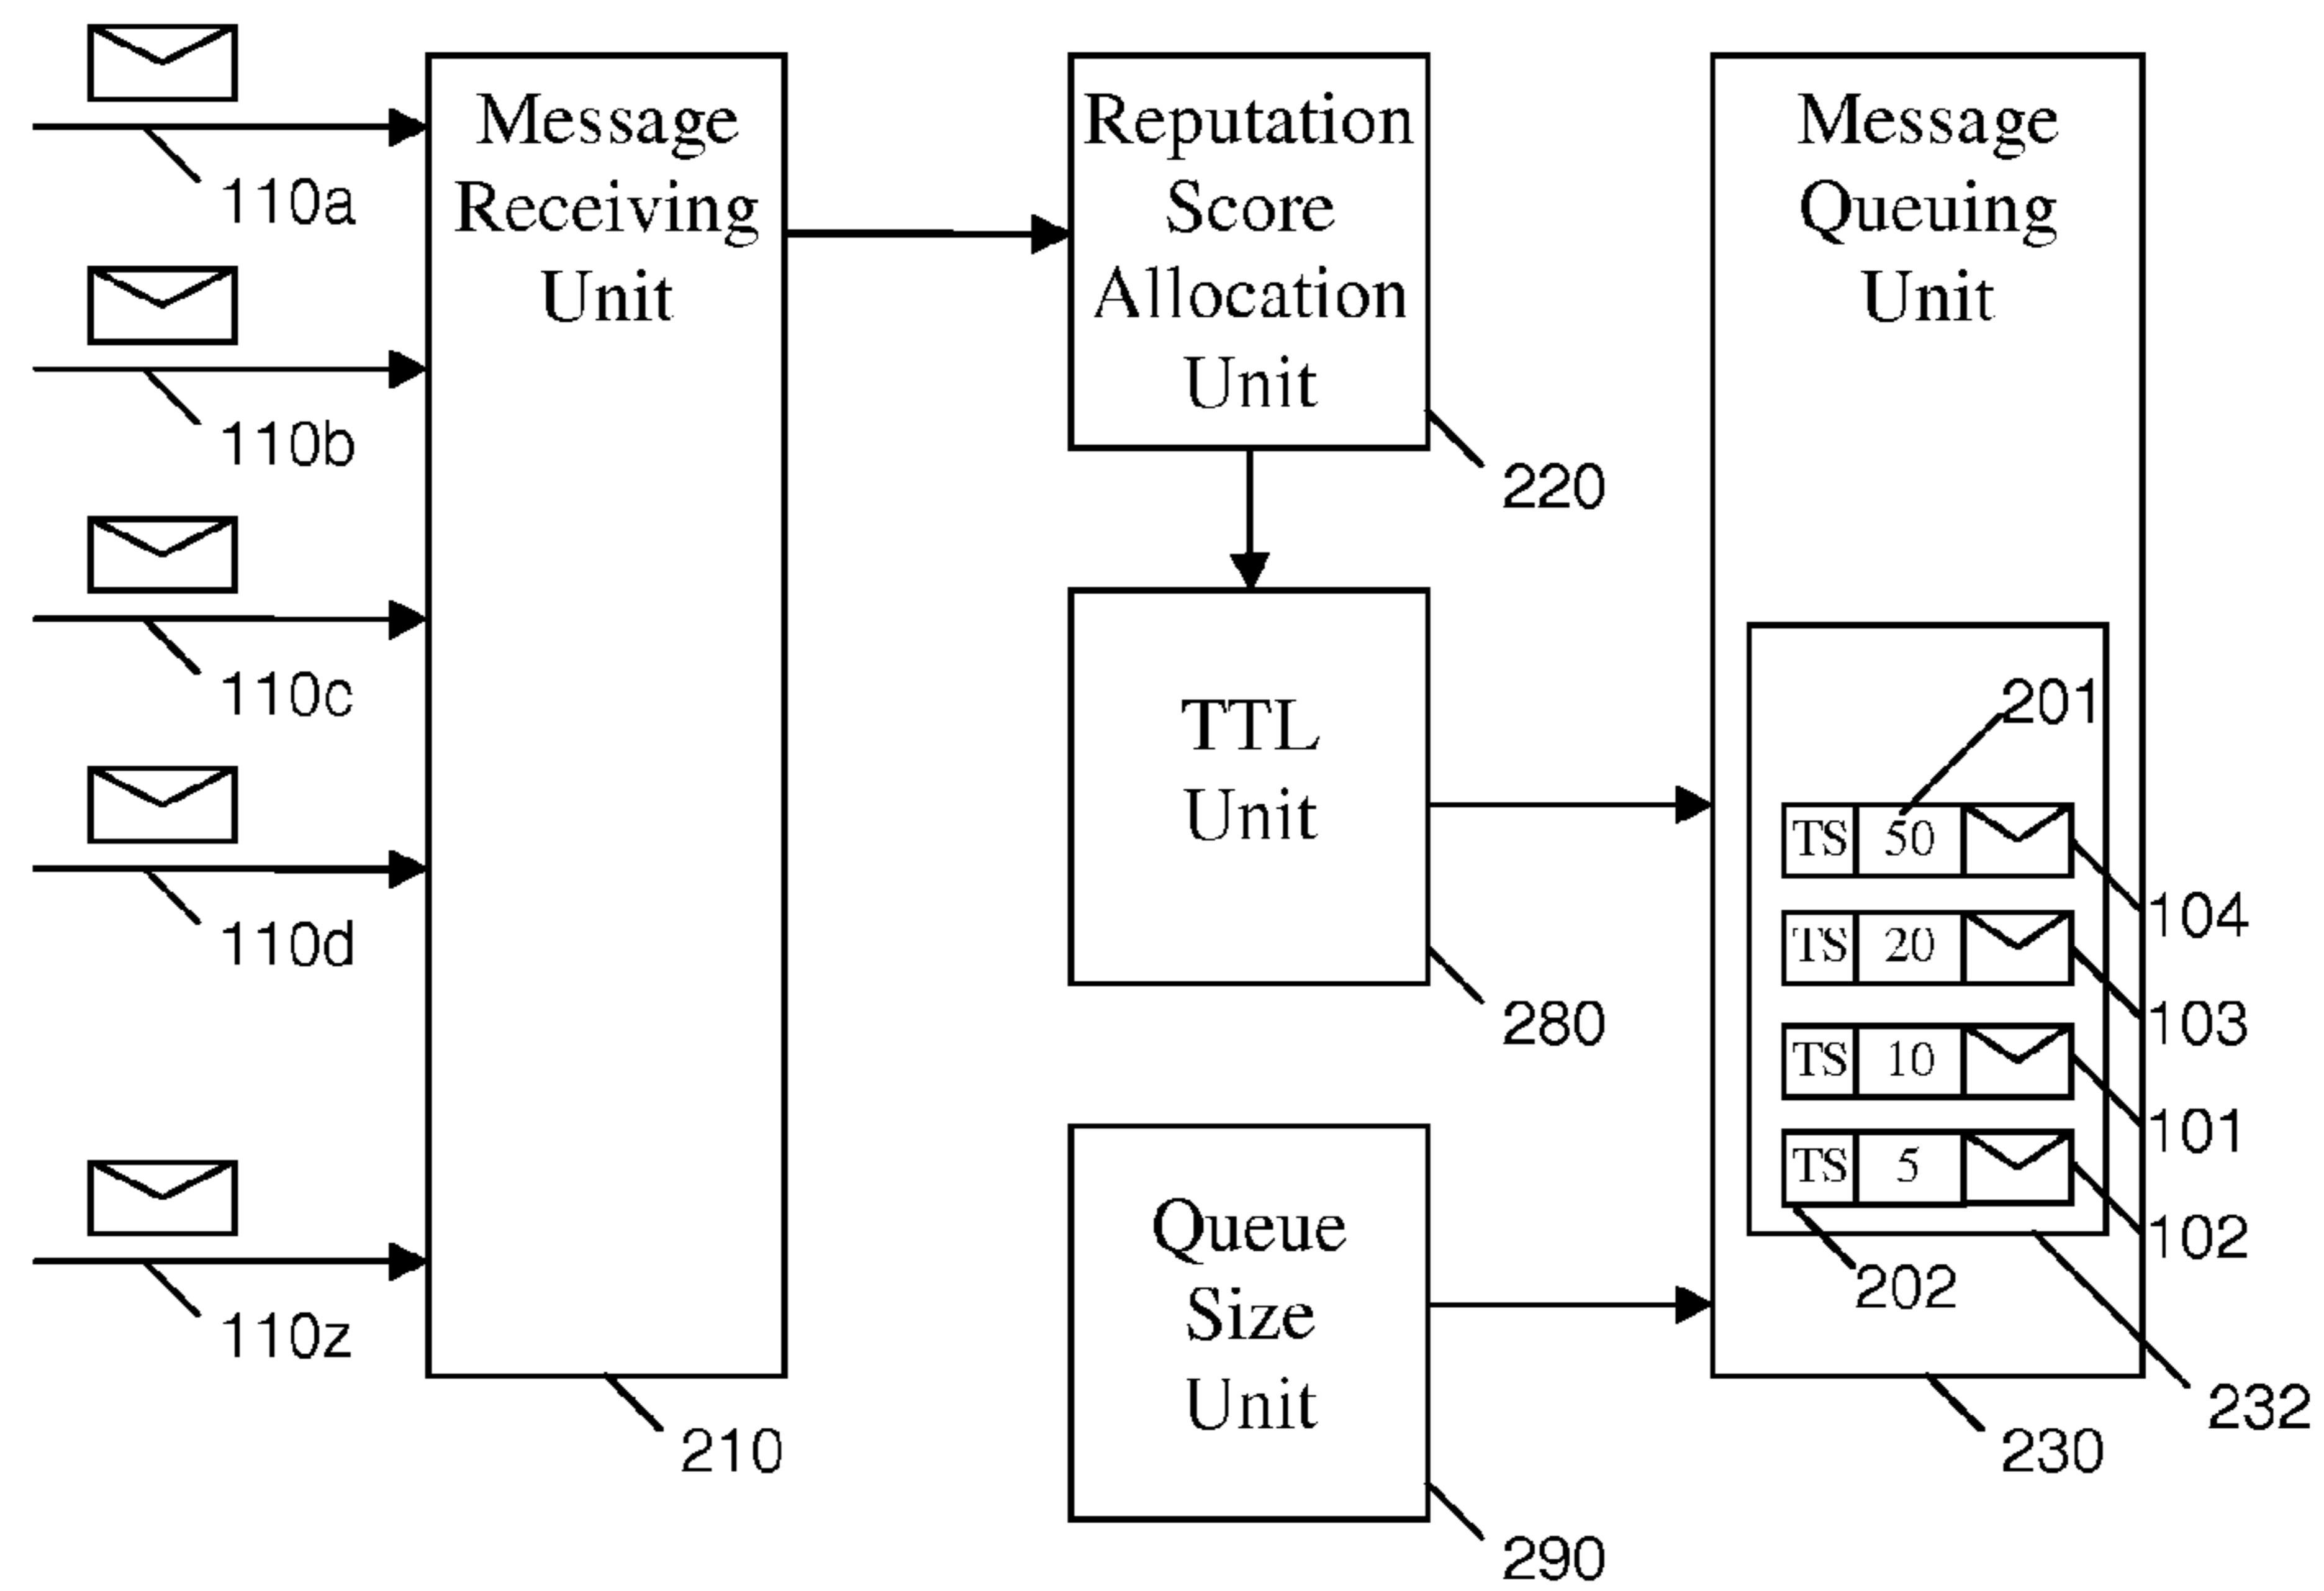 110a
110b
110c
110d
110z
Message
Receiving
Unit
210
Reputation
Score
Allocation
Unit
220
TTL
Unit
280
Queue
Size
Unit
290
Message
Queuing
Unit
201
TS 50
104
TS 20
103
TS 10
101
TS 5
102
202
232
230